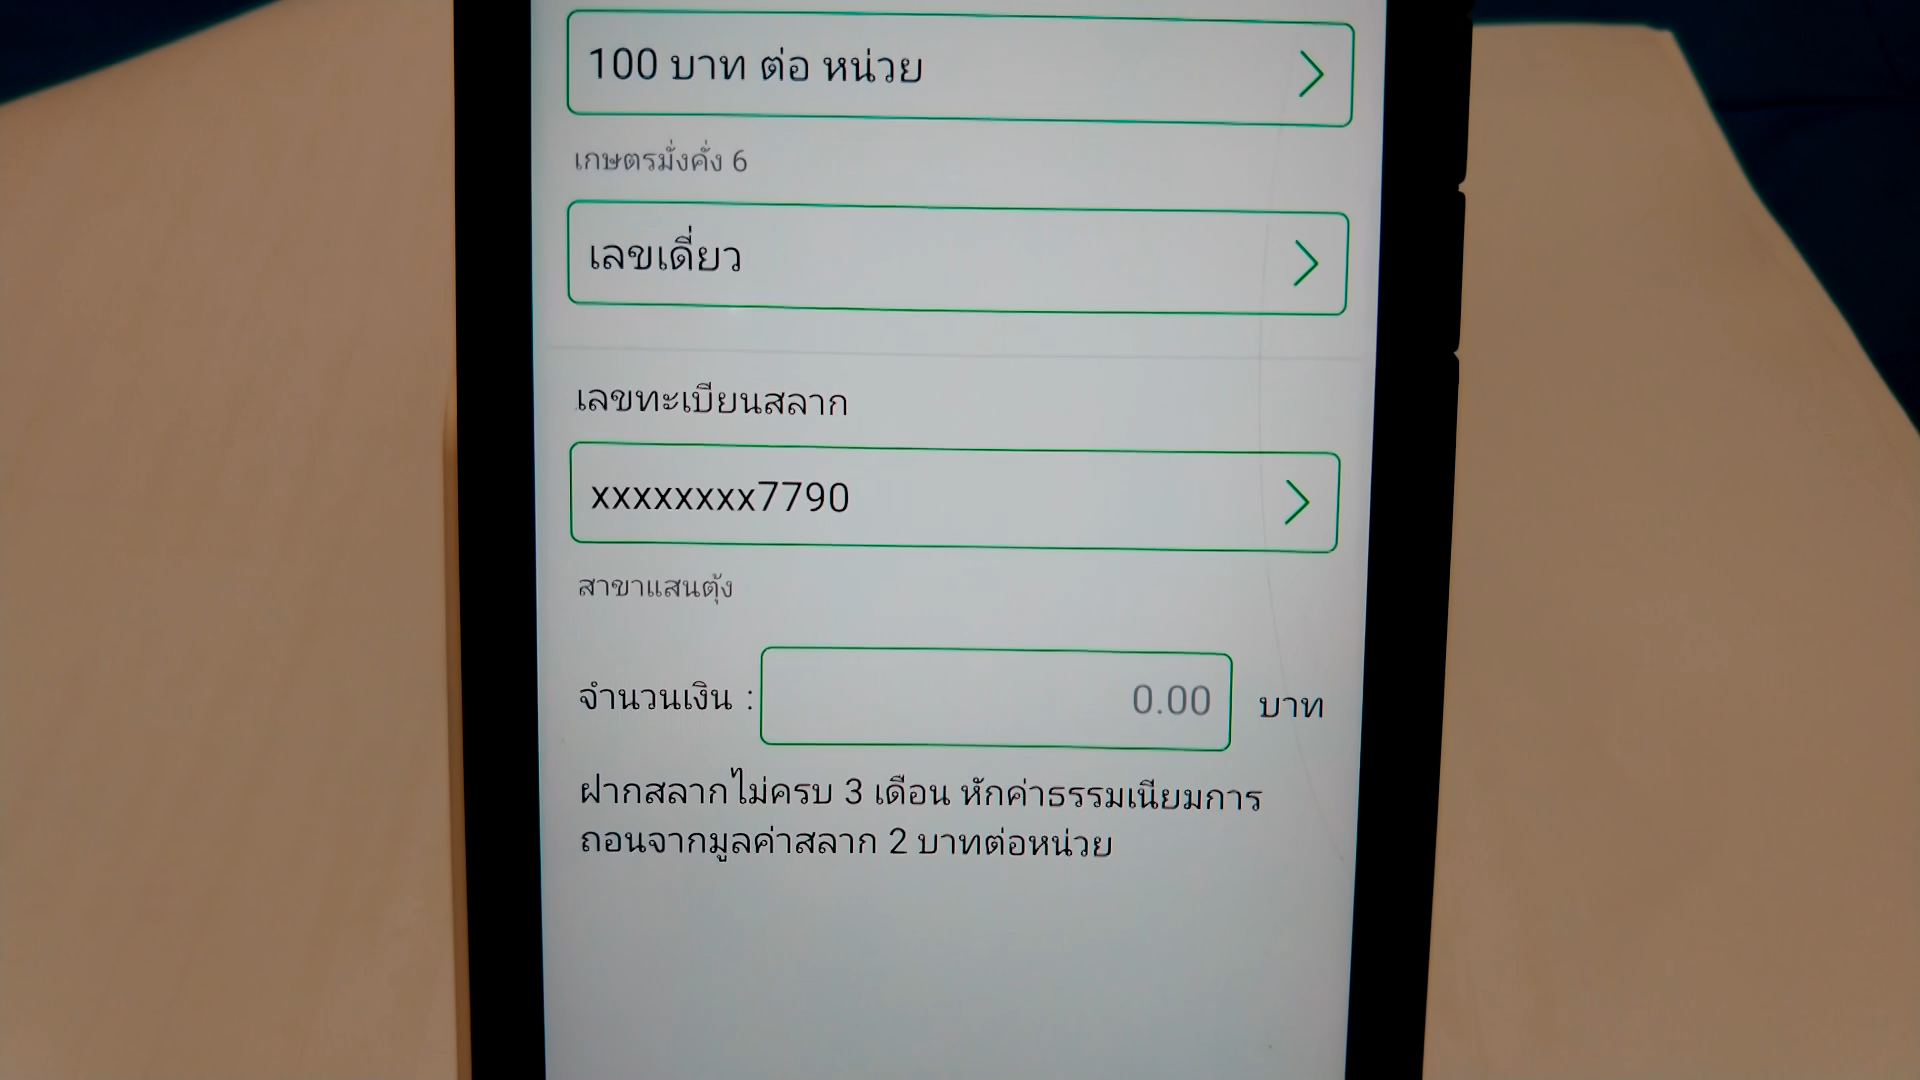 100 บาท ต่อ หน่วย
เกษตรมั่งคั่ง 6
เลขเดี่ยว
เลขทะเบียนสลาก
xxxxxxxx7790
สาขาแสนตุ้ง
จำนวนเงิน : 0.00 บาท
ฝากสลากไม่ครบ 3 เดือน หักค่าธรรมเนียมการ
ถอนจากมูลค่าสลาก 2 บาทต่อหน่วย